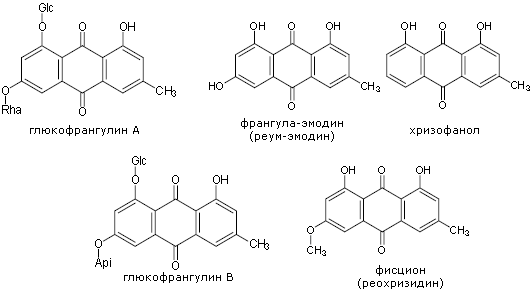 Glc
O O OH
O
Rha
O
CH3
глюкофрангулин А
OH O OH
HO
O
CH3
франгула-эмодин
(реум-эмодин)
OH O OH
O
CH3
хризофанол
Glc
O O OH
O
Api
O
CH3
глюкофрангулин В
OH O OH
O
CH3
O
CH3
фисцион
(реохризидин)